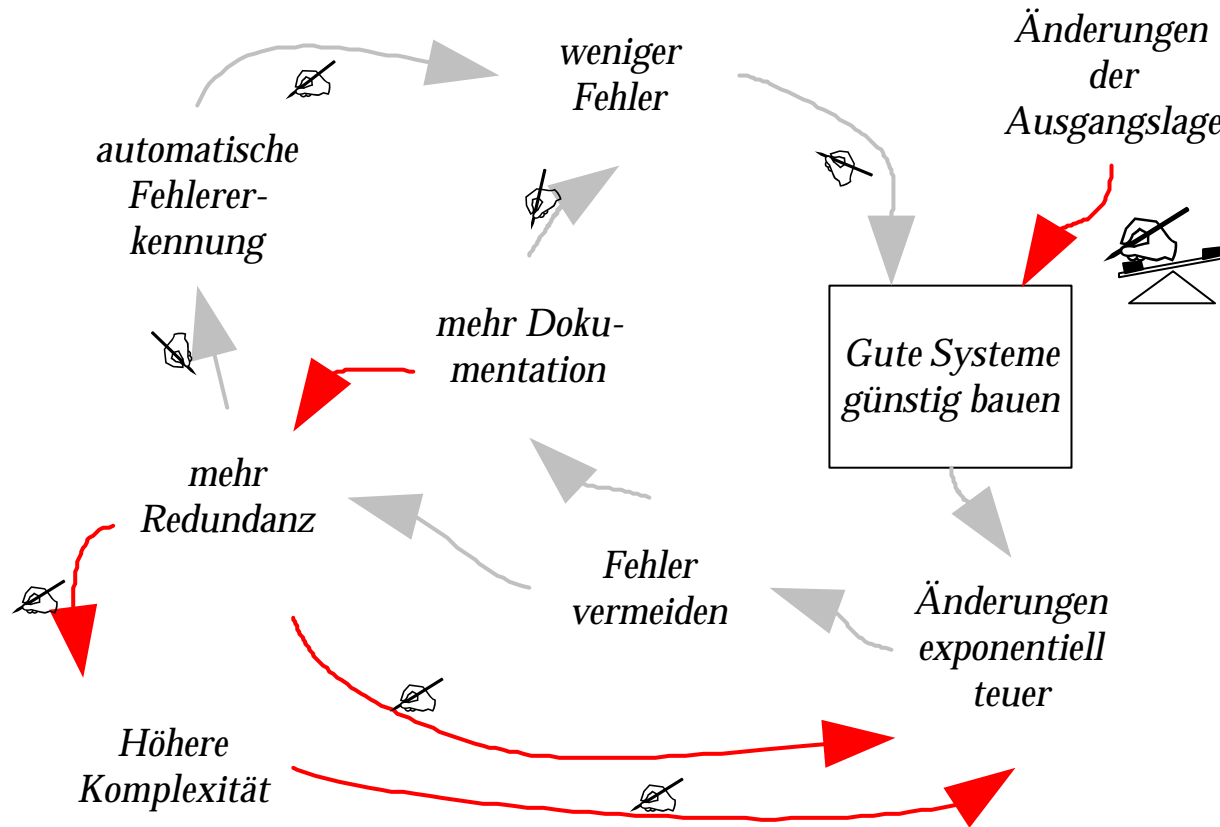 weniger
Fehler
Änderungen
der
Ausgangslage
automatische
Fehlerer-
kennung
mehr Doku-
mentation
Gute Systeme
günstig bauen
mehr
Redundanz
Fehler
vermeiden
Änderungen
exponentiell
teuer
Höhere
Komplexität